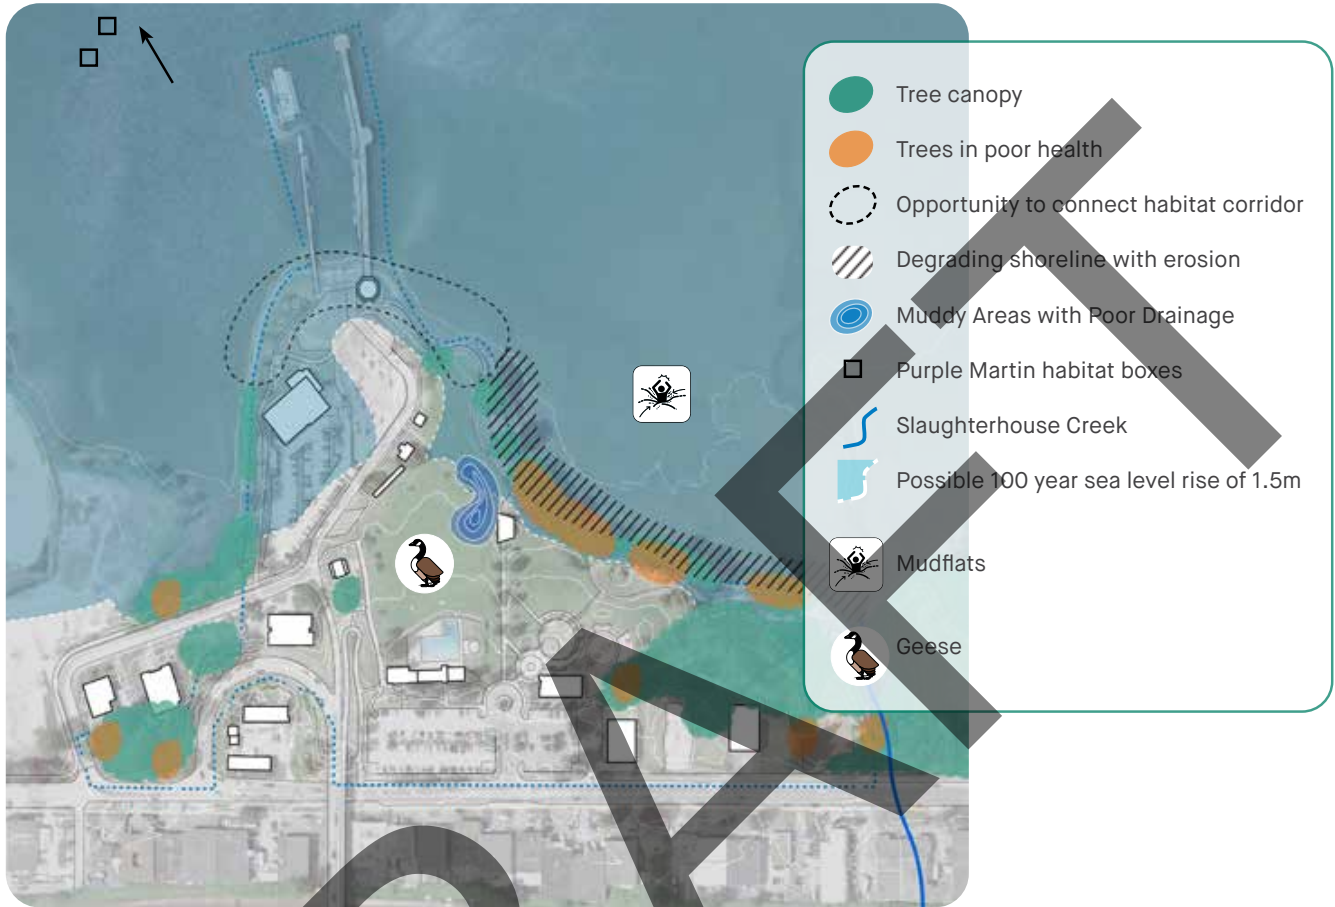 Tree canopy
Trees in poor health
Opportunity to connect habitat corridor
Degrading shoreline with erosion
Muddy Areas with Poor Drainage
Purple Martin habitat boxes
Slaughterhouse Creek
Possible 100 year sea level rise of 1.5m
Mudflats
Geese